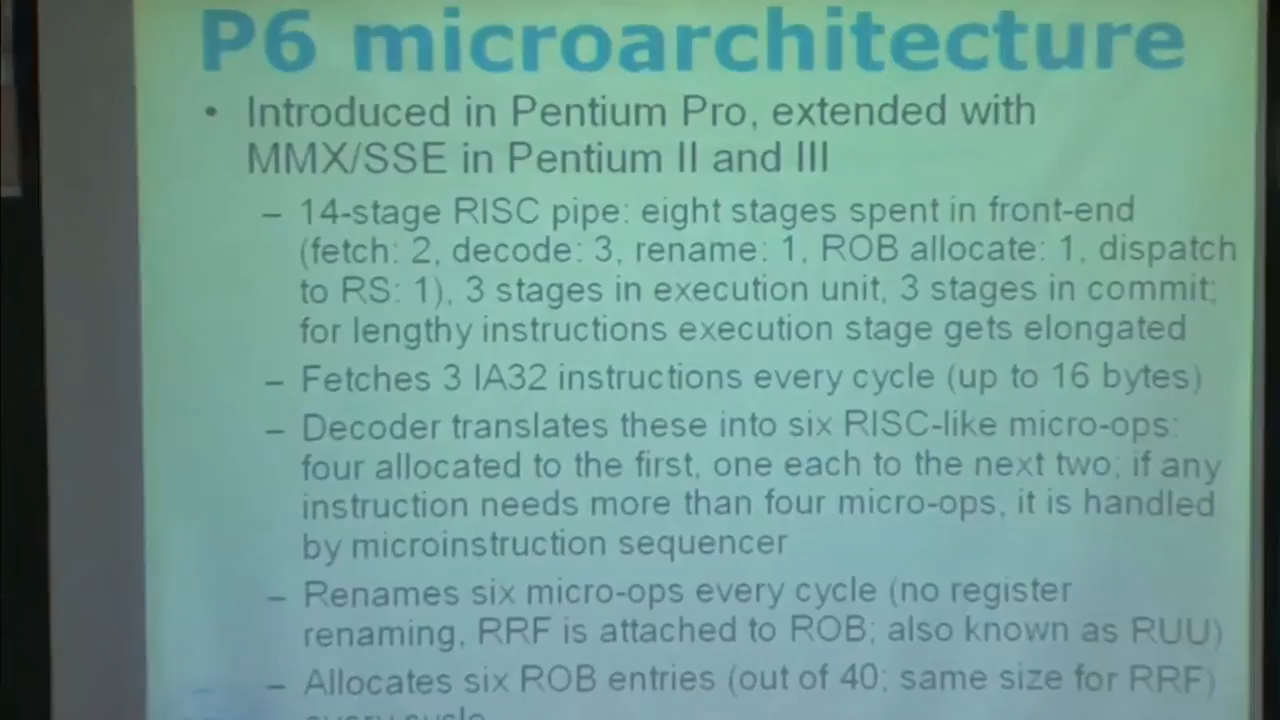 P6 microarchitecture
• Introduced in Pentium Pro, extended with
MMX/SSE in Pentium II and III
– 14-stage RISC pipe: eight stages spent in front-end
(fetch: 2, decode: 3, rename: 1, ROB allocate: 1, dispatch
to RS: 1), 3 stages in execution unit, 3 stages in commit;
for lengthy instructions execution stage gets elongated
– Fetches 3 IA32 instructions every cycle (up to 16 bytes)
– Decoder translates these into six RISC-like micro-ops:
four allocated to the first, one each to the next two; if any
instruction needs more than four micro-ops, it is handled
by microinstruction sequencer
– Renames six micro-ops every cycle (no register
renaming, RRF is attached to ROB; also known as RUU)
– Allocates six ROB entries (out of 40; same size for RRF)
every cycle